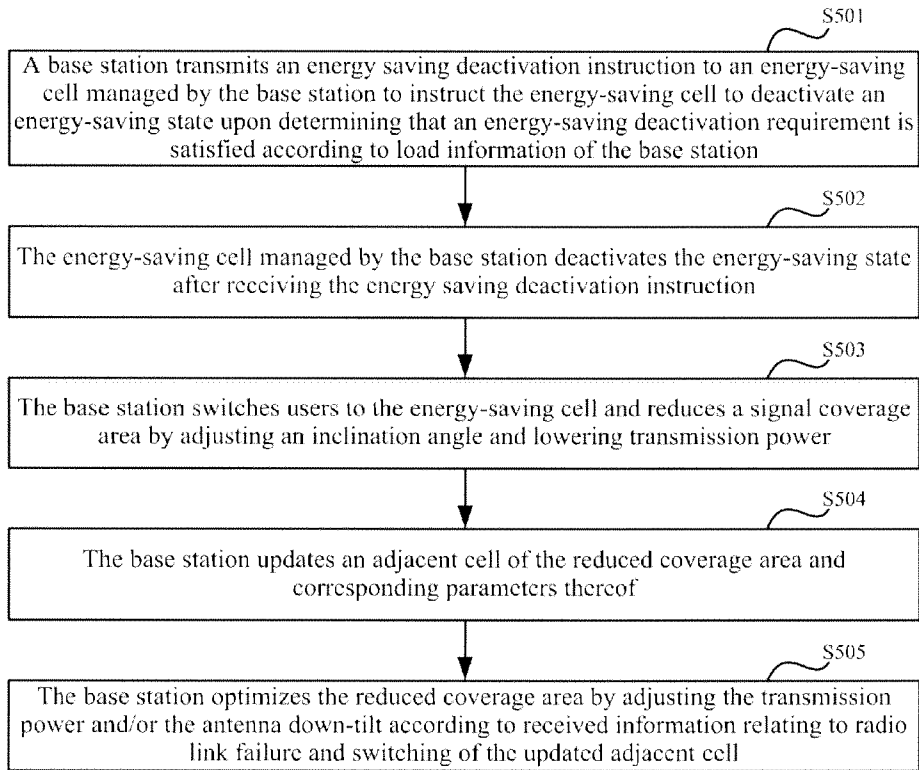 S501
A base station transmits an energy saving deactivation instruction to an energy-saving
cell managed by the base station to instruct the energy-saving cell to deactivate an
energy-saving state upon determining that an energy-saving deactivation requirement is
satisfied according to load information of the base station
S502
The energy-saving cell managed by the base station deactivates the energy-saving state
after receiving the energy saving deactivation instruction
S503
The base station switches users to the energy-saving cell and reduces a signal coverage
area by adjusting an inclination angle and lowering transmission power
S504
The base station updates an adjacent cell of the reduced coverage area and
corresponding parameters thereof
S505
The base station optimizes the reduced coverage area by adjusting the transmission
power and/or the antenna down-tilt according to received information relating to radio
link failure and switching of the updated adjacent cell